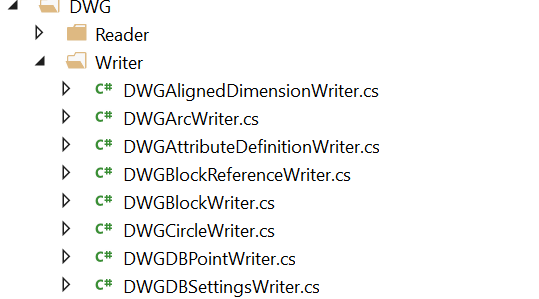 DWG
Reader
Writer
C# DWGAlignedDimensionWriter.cs
C# DWGArcWriter.cs
C# DWGAttributeDefinitionWriter.cs
C# DWGBlockReferenceWriter.cs
C# DWGBlockWriter.cs
C# DWGCircleWriter.cs
C# DWGDBPointWriter.cs
C# DWGDBSettingsWriter.cs